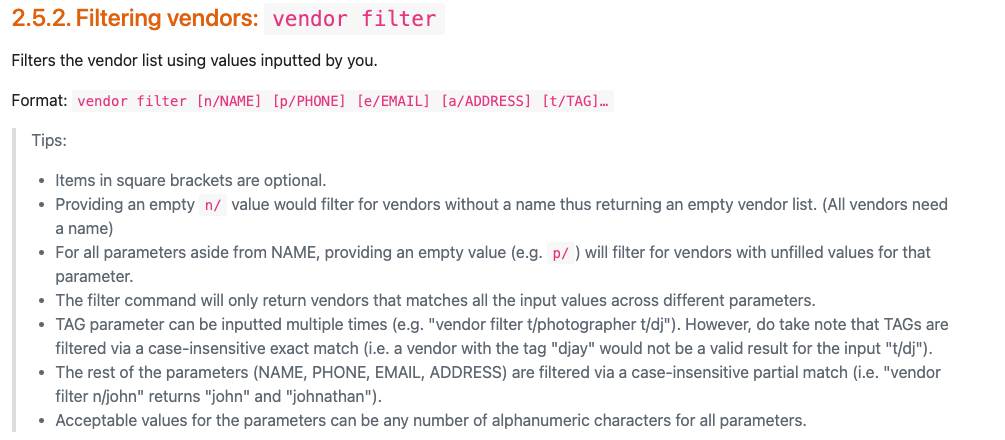 2.5.2. Filtering vendors: vendor filter
Filters the vendor list using values inputted by you.
Format: vendor filter [n/NAME] [p/PHONE] [e/EMAIL] [a/ADDRESS] [t/TAG]…
Tips:
• Items in square brackets are optional.
• Providing an empty n/ value would filter for vendors without a name thus returning an empty vendor list. (All vendors need
a name)
• For all parameters aside from NAME, providing an empty value (e.g. p/ ) will filter for vendors with unfilled values for that
parameter.
• The filter command will only return vendors that matches all the input values across different parameters.
• TAG parameter can be inputted multiple times (e.g. "vendor filter t/photographer t/dj"). However, do take note that TAGs are
filtered via a case-insensitive exact match (i.e. a vendor with the tag "djay" would not be a valid result for the input "t/dj").
• The rest of the parameters (NAME, PHONE, EMAIL, ADDRESS) are filtered via a case-insensitive partial match (i.e. "vendor
filter n/john" returns "john" and "johnathan").
• Acceptable values for the parameters can be any number of alphanumeric characters for all parameters.